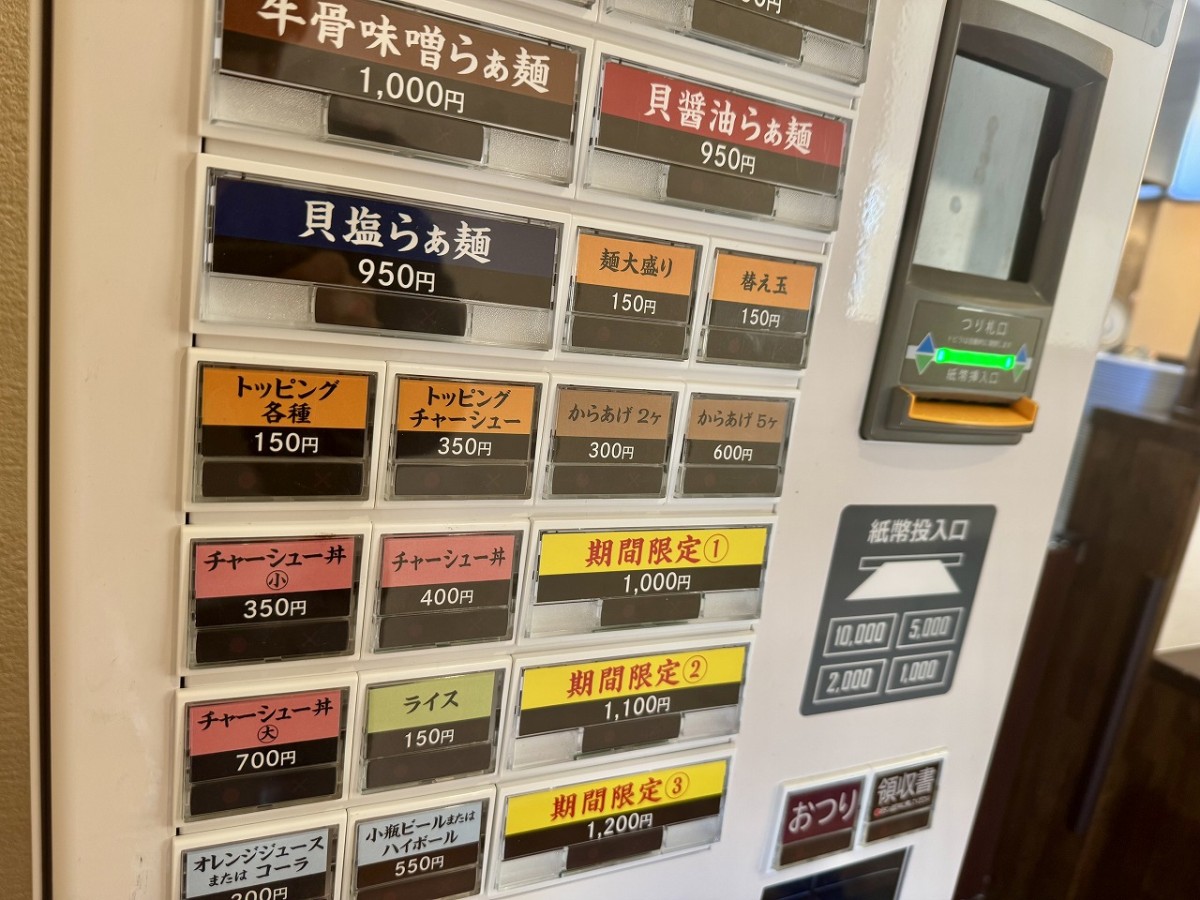 牛骨味噌らぁ麺
1,000円
貝醤油らぁ麺
950円
貝塩らぁ麺
950円
麺大盛り
150円
替え玉
150円
トッピング
各種
150円
トッピング
チャーシュー
350円
からあげ 2ヶ
300円
からあげ 5ヶ
600円
チャーシュー丼
小
350円
チャーシュー丼
400円
期間限定①
1,000円
チャーシュー丼
大
700円
ライス
150円
期間限定②
1,100円
オレンジジュース
または コーラ
小瓶ビールまたは
ハイボール
550円
期間限定③
1,200円
つり札口
紙幣挿入口
紙幣投入口
10,000
5,000
2,000
1,000
おつり
領収書